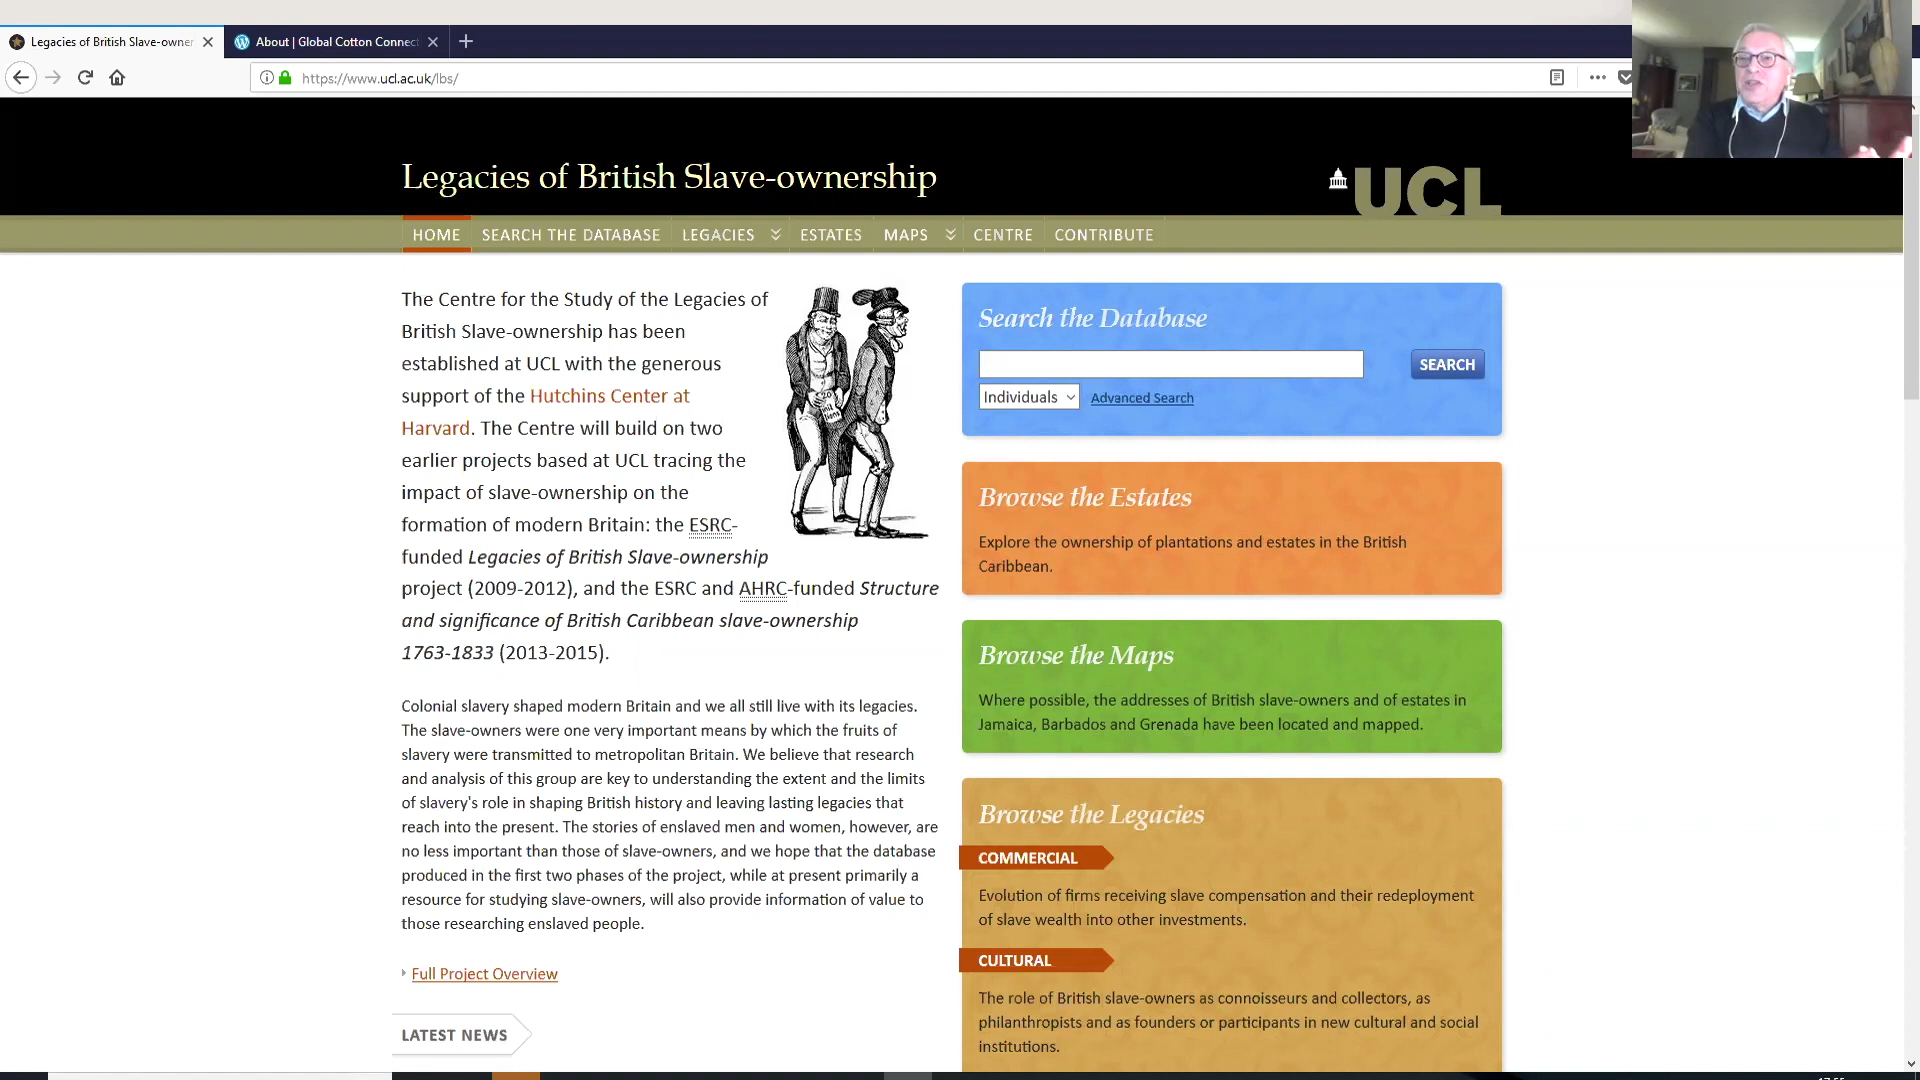 Legacies of British Slave-owner
About | Global Cotton Connect
https://www.ucl.ac.uk/lbs/
Legacies of British Slave-ownership
UCL
HOME
SEARCH THE DATABASE
LEGACIES
ESTATES
MAPS
CENTRE
CONTRIBUTE
The Centre for the Study of the Legacies of
British Slave-ownership has been
established at UCL with the generous
support of the Hutchins Center at
Harvard. The Centre will build on two
earlier projects based at UCL tracing the
impact of slave-ownership on the
formation of modern Britain: the ESRC-
funded Legacies of British Slave-ownership
project (2009-2012), and the ESRC and AHRC-funded Structure
and significance of British Caribbean slave-ownership
1763-1833 (2013-2015).
Colonial slavery shaped modern Britain and we all still live with its legacies.
The slave-owners were one very important means by which the fruits of
slavery were transmitted to metropolitan Britain. We believe that research
and analysis of this group are key to understanding the extent and the limits
of slavery's role in shaping British history and leaving lasting legacies that
reach into the present. The stories of enslaved men and women, however, are
no less important than those of slave-owners, and we hope that the database
produced in the first two phases of the project, while at present primarily a
resource for studying slave-owners, will also provide information of value to
those researching enslaved people.
Full Project Overview
LATEST NEWS
Search the Database
SEARCH
Individuals
Advanced Search
Browse the Estates
Explore the ownership of plantations and estates in the British
Caribbean.
Browse the Maps
Where possible, the addresses of British slave-owners and of estates in
Jamaica, Barbados and Grenada have been located and mapped.
Browse the Legacies
COMMERCIAL
Evolution of firms receiving slave compensation and their redeployment
of slave wealth into other investments.
CULTURAL
The role of British slave-owners as connoisseurs and collectors, as
philanthropists and as founders or participants in new cultural and social
institutions.